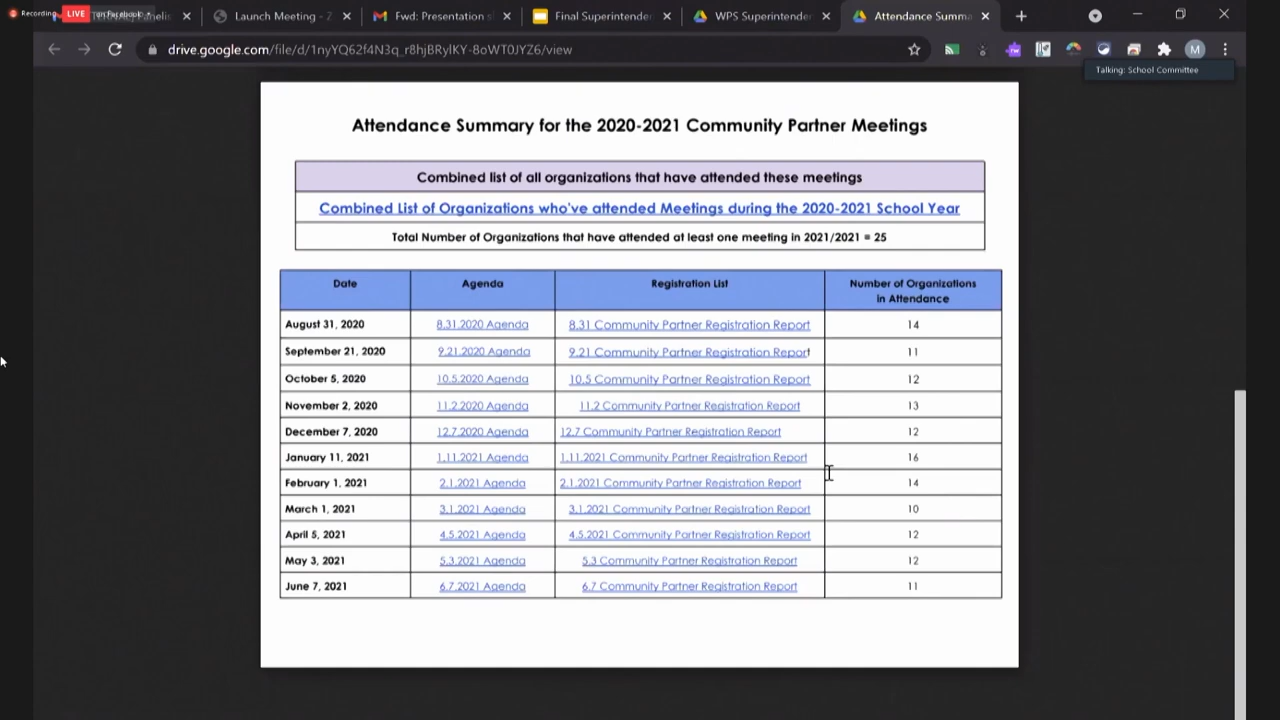 Recording
LIVE on Facebook
Launch Meeting - Z
Fwd: Presentation s
Final Superintende
WPS Superintender
Attendance Summa
drive.google.com/file/d/1nyYQ62f4N3q_r8hjBRylKY-8oWT0JYZ6/view
M
Talking: School Committee
Attendance Summary for the 2020-2021 Community Partner Meetings
Combined list of all organizations that have attended these meetings
Combined List of Organizations who've attended Meetings during the 2020-2021 School Year
Total Number of Organizations that have attended at least one meeting in 2021/2021 = 25
Date Agenda Registration List Number of Organizations
in Attendance
August 31, 2020 8.31.2020 Agenda 8.31 Community Partner Registration Report 14
September 21, 2020 9.21.2020 Agenda 9.21 Community Partner Registration Report 11
October 5, 2020 10.5.2020 Agenda 10.5 Community Partner Registration Report 12
November 2, 2020 11.2.2020 Agenda 11.2 Community Partner Registration Report 13
December 7, 2020 12.7.2020 Agenda 12.7 Community Partner Registration Report 12
January 11, 2021 1.11.2021 Agenda 1.11.2021 Community Partner Registration Report 16
February 1, 2021 2.1.2021 Agenda 2.1.2021 Community Partner Registration Report 14
March 1, 2021 3.1.2021 Agenda 3.1.2021 Community Partner Registration Report 10
April 5, 2021 4.5.2021 Agenda 4.5.2021 Community Partner Registration Report 12
May 3, 2021 5.3.2021 Agenda 5.3 Community Partner Registration Report 12
June 7, 2021 6.7.2021 Agenda 6.7 Community Partner Registration Report 11